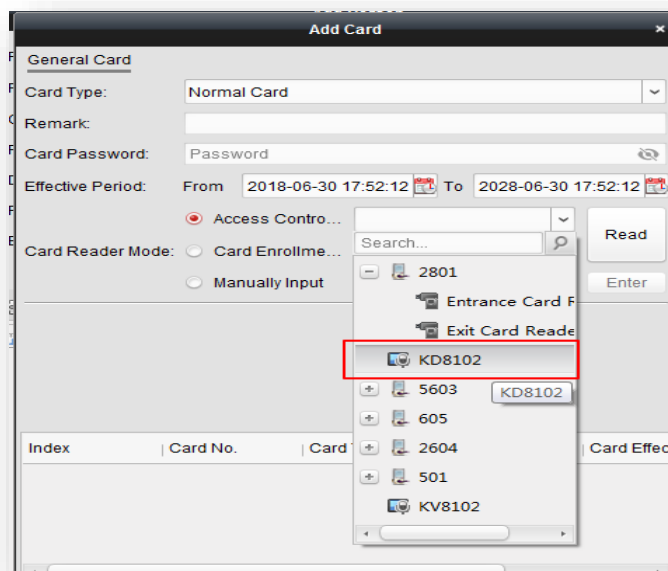 Add Card ×
General Card
Card Type: Normal Card
Remark:
Card Password: Password
Effective Period: From 2018-06-30 17:52:12 To 2028-06-30 17:52:12
Access Contro...
Card Reader Mode: Card Enrollme...
Manually Input
Read
Enter
Search...
2801
Entrance Card R
Exit Card Reade
KD8102
5603 KD8102
605
2604
501
KV8102
Index Card No. Card Card Effec